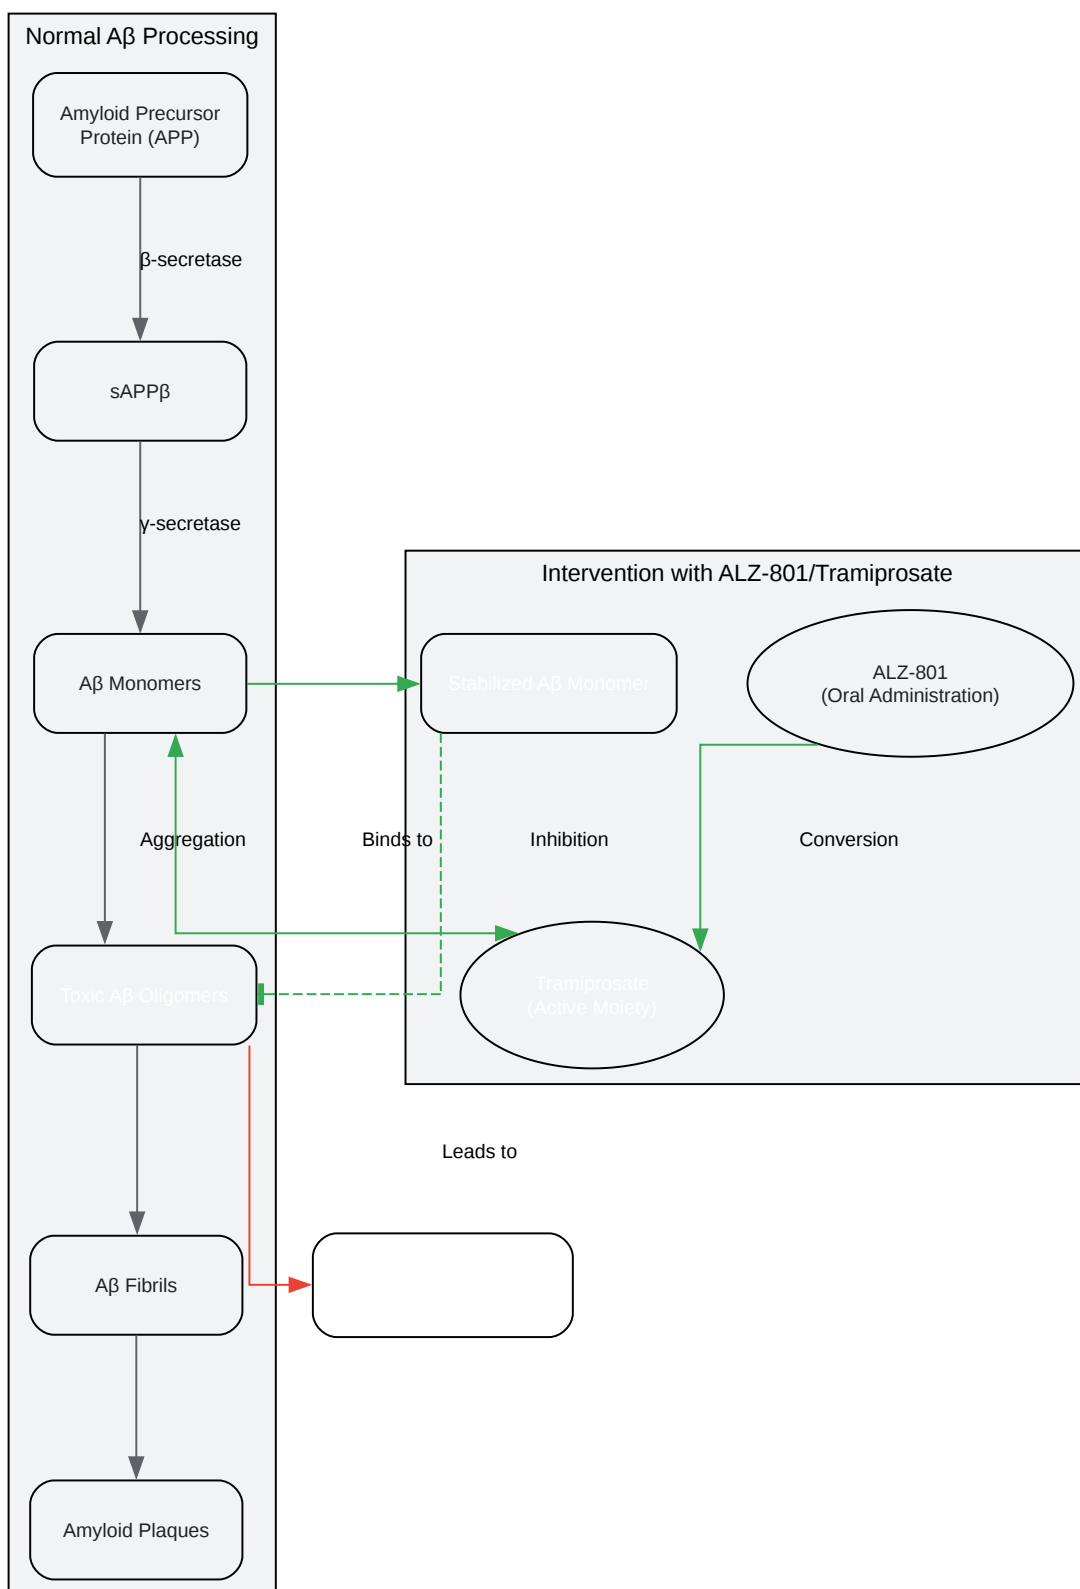 Normal Aβ Processing
Amyloid Precursor
Protein (APP)
β-secretase
sAPPβ
γ-secretase
Intervention with ALZ-801/Tramiprosate
Aβ Monomers
Stabilized Aβ Monomer
ALZ-801
(Oral Administration)
Aggregation
Binds to
Inhibition
Conversion
Toxic Aβ Oligomers
Tramiprosate
(Active Moiety)
Leads to
Aβ Fibrils
Amyloid Plaques